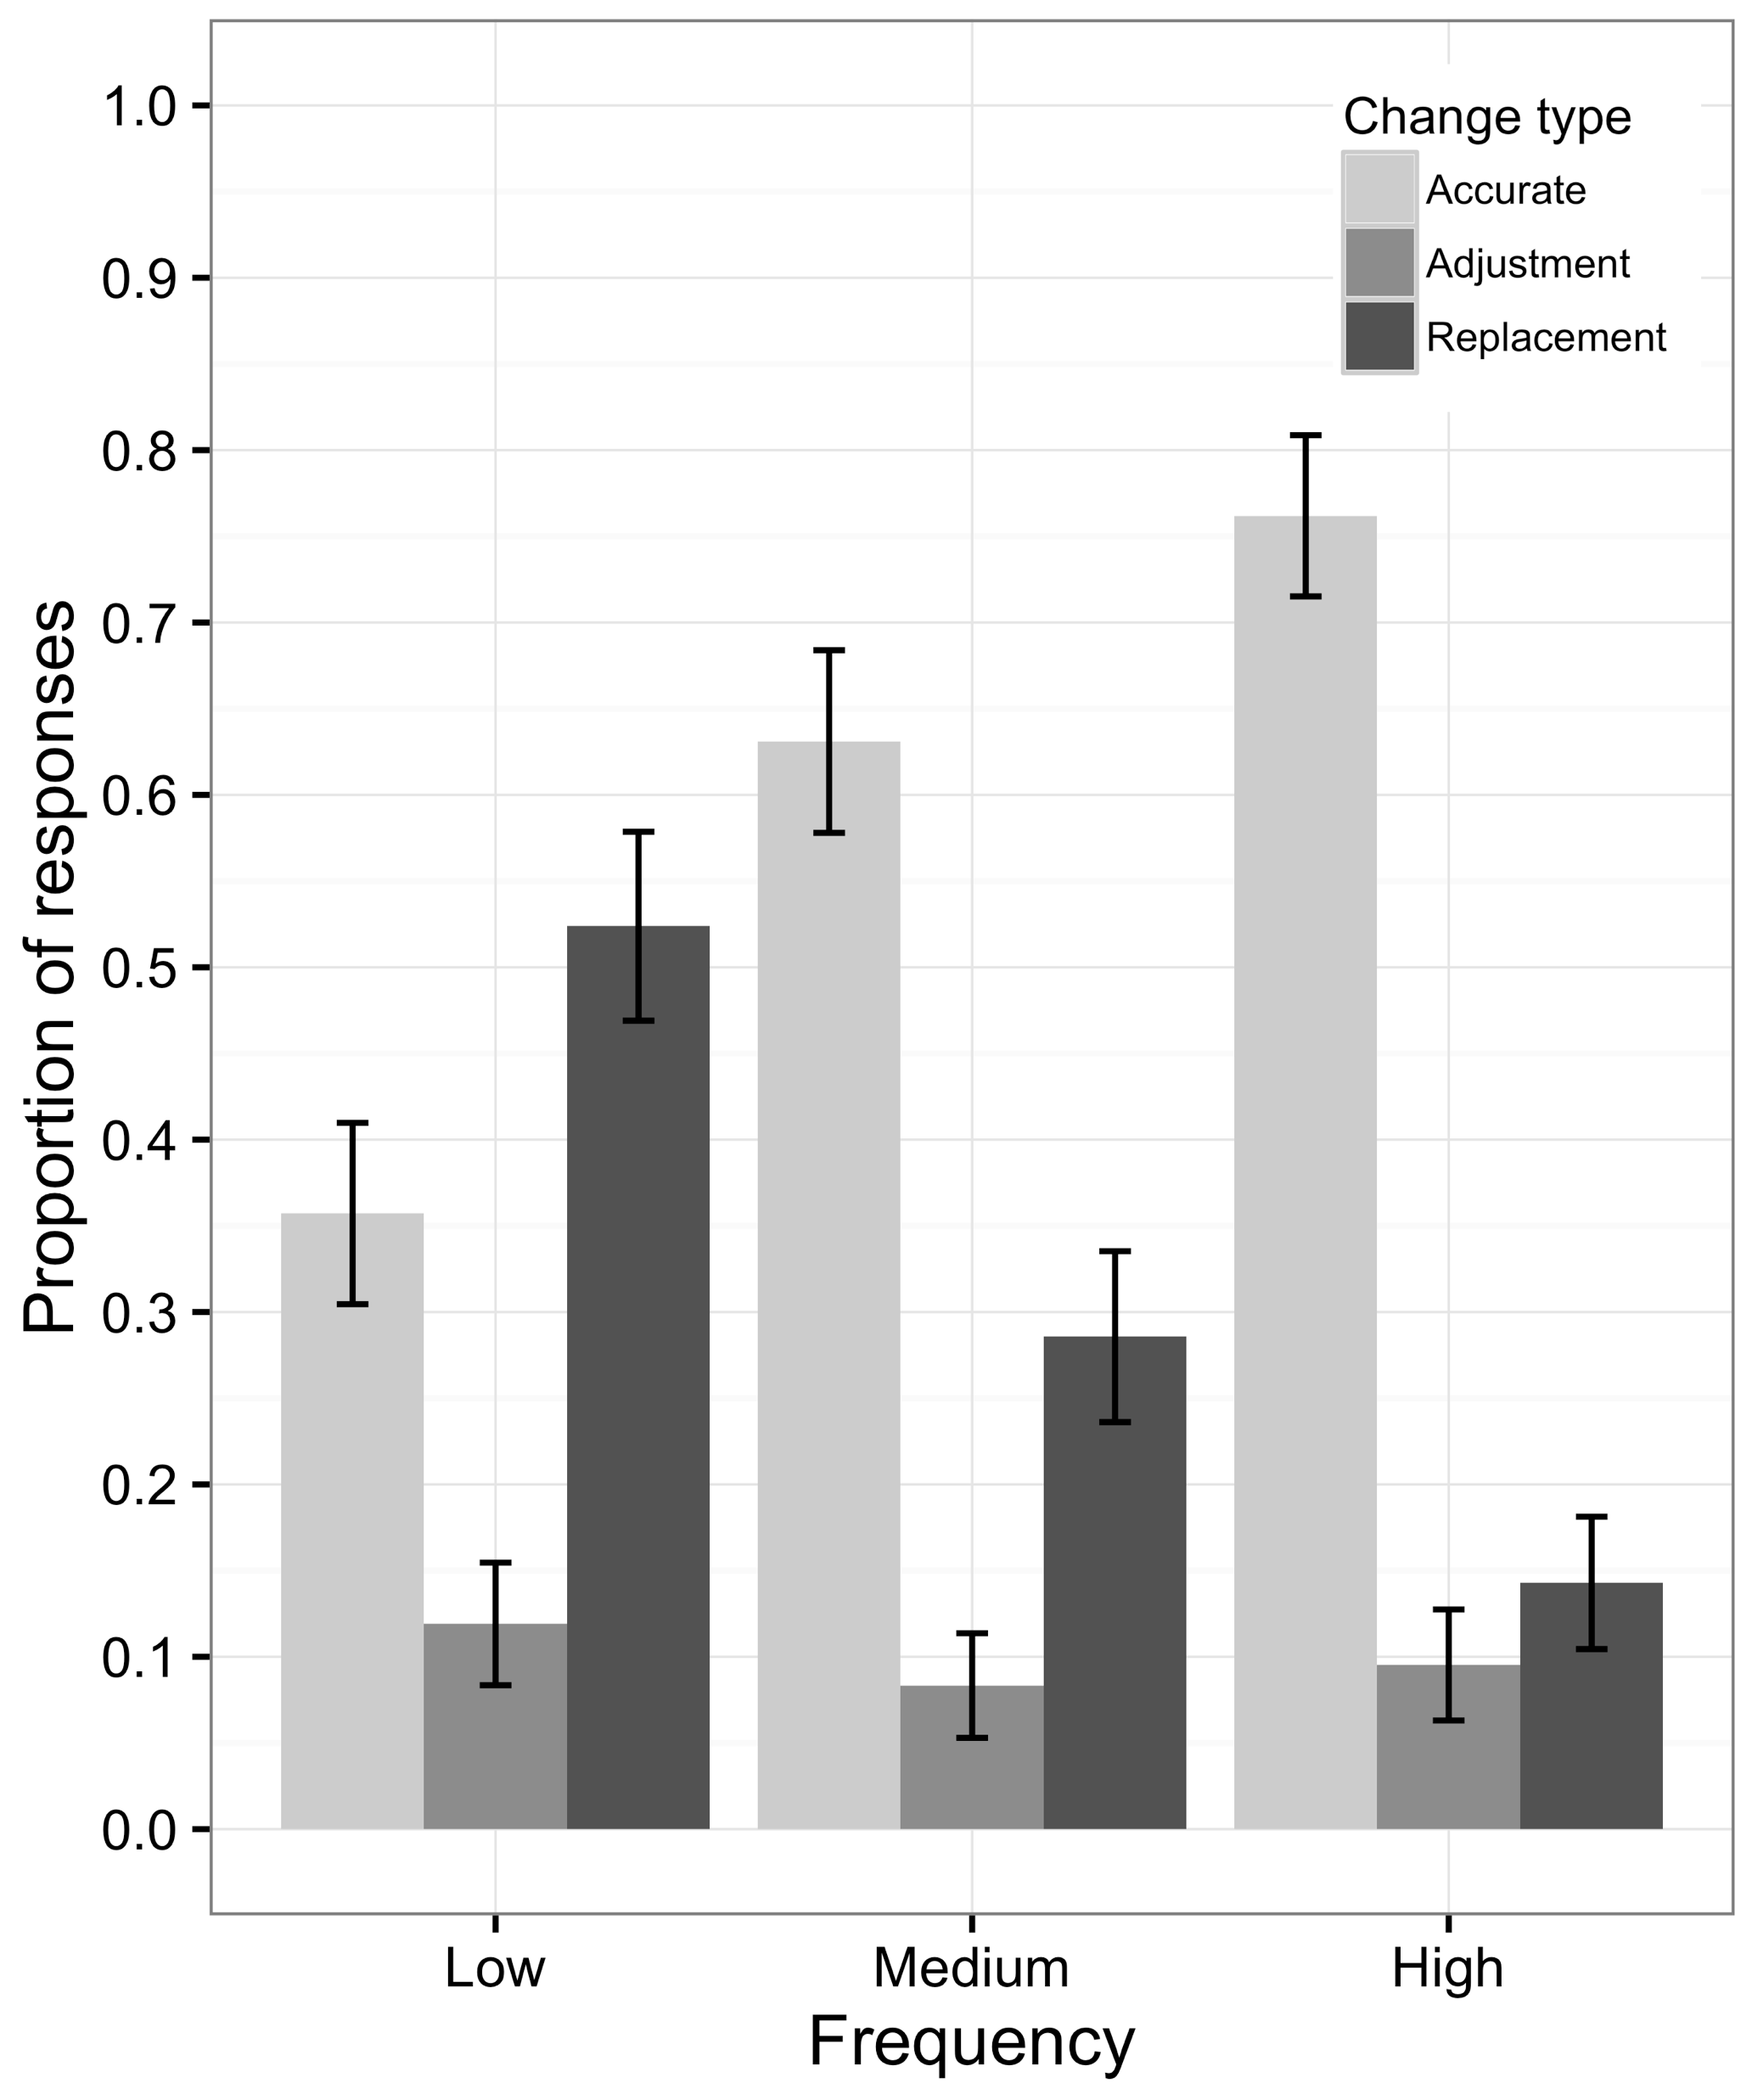 Change type
Accurate
Adjustment
Replacement
Proportion of responses
1.0
0.9
0.8
0.7
0.6
0.5
0.4
0.3
0.2
0.1
0.0
Low Medium High
Frequency